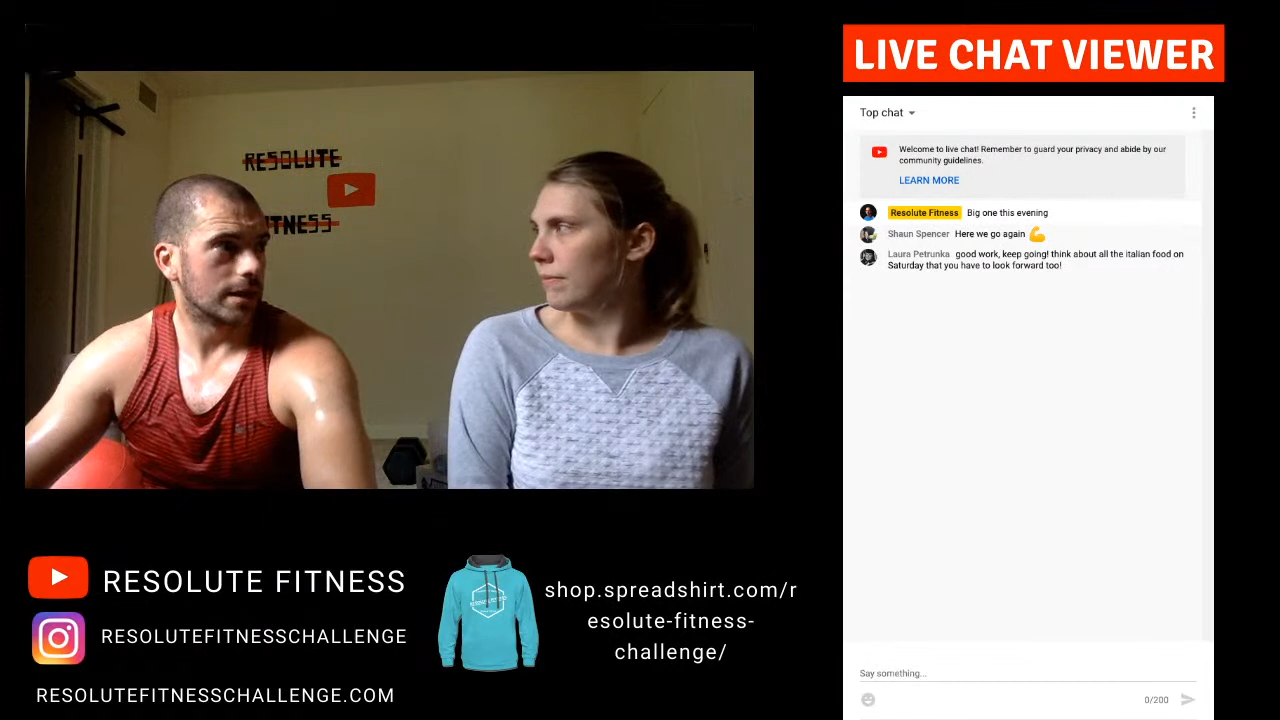 RESOLUTE
ITNESS
RESOLUTE FITNESS
RESOLUTEFITNESSCHALLENGE
RESOLUTEFITNESSCHALLENGE.COM
shop.spreadshirt.com/r
esolute-fitness-
challenge/
LIVE CHAT VIEWER
Top chat
Welcome to live chat! Remember to guard your privacy and abide by our
community guidelines.
LEARN MORE
Resolute Fitness Big one this evening
Shaun Spencer Here we go again 💪
Laura Petrunka good work, keep going! think about all the italian food on
Saturday that you have to look forward too!
Say something...
0/200